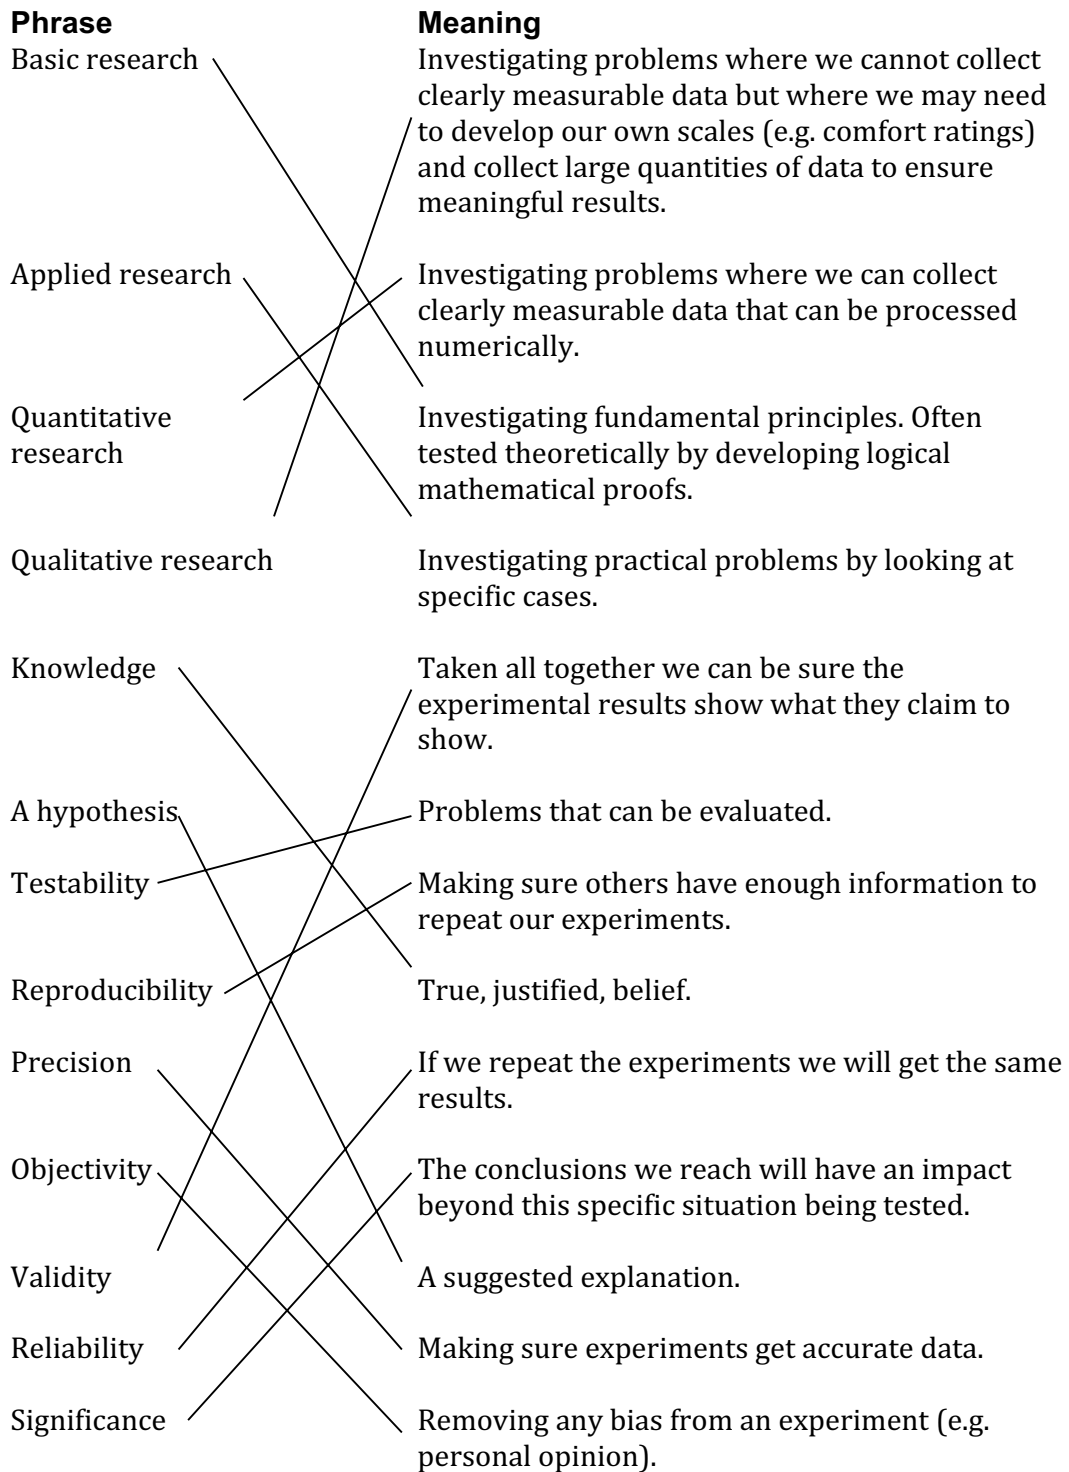 Phrase Meaning
Basic research Investigating problems where we cannot collect
clearly measurable data but where we may need
to develop our own scales (e.g. comfort ratings)
and collect large quantities of data to ensure
meaningful results.
Applied research Investigating problems where we can collect
clearly measurable data that can be processed
numerically.
Quantitative Investigating fundamental principles. Often
research tested theoretically by developing logical
mathematical proofs.
Qualitative research Investigating practical problems by looking at
specific cases.
Knowledge Taken all together we can be sure the
experimental results show what they claim to
show.
A hypothesis Problems that can be evaluated.
Testability Making sure others have enough information to
repeat our experiments.
Reproducibility True, justified, belief.
Precision If we repeat the experiments we will get the same
results.
Objectivity The conclusions we reach will have an impact
beyond this specific situation being tested.
Validity A suggested explanation.
Reliability Making sure experiments get accurate data.
Significance Removing any bias from an experiment (e.g.
personal opinion).